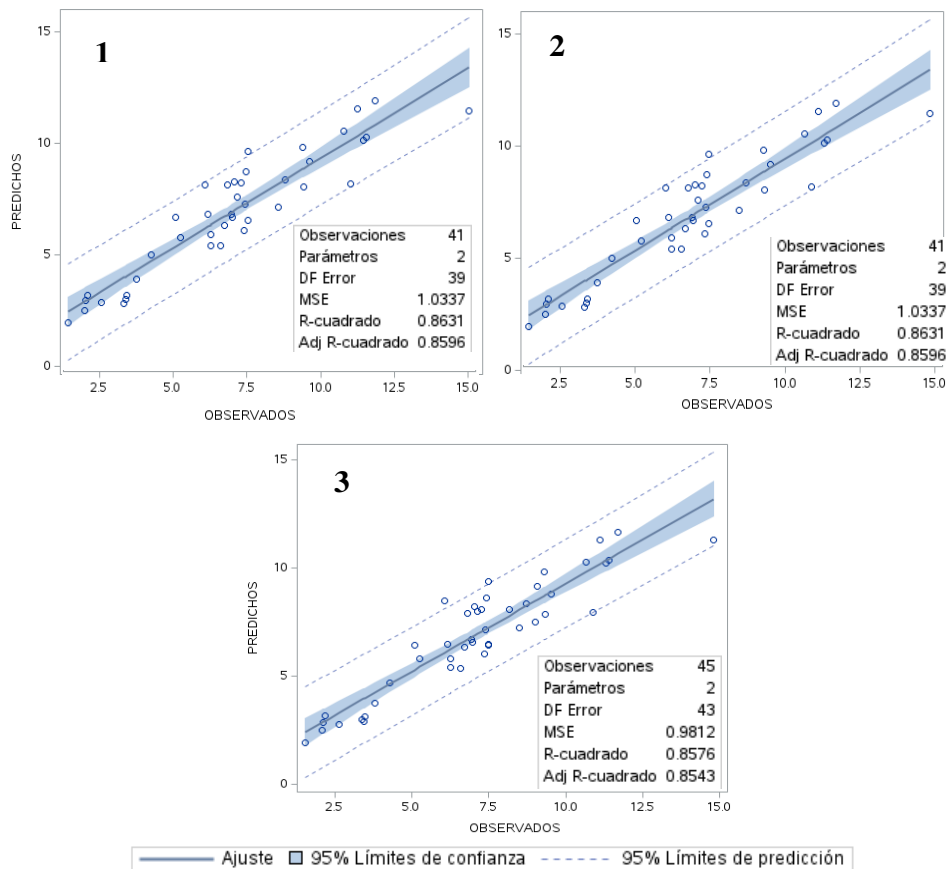 1
15
10
5
0
PREDICHOS
Observaciones 41
Parámetros 2
DF Error 39
MSE 1.0337
R-cuadrado 0.8631
Adj R-cuadrado 0.8596
2.5 5.0 7.5 10.0 12.5 15.0
OBSERVADOS
2
15
10
5
0
Observaciones 41
Parámetros 2
DF Error 39
MSE 1.0337
R-cuadrado 0.8631
Adj R-cuadrado 0.8596
2.5 5.0 7.5 10.0 12.5 15.0
OBSERVADOS
3
15
10
5
0
PREDICHOS
Observaciones 45
Parámetros 2
DF Error 43
MSE 0.9812
R-cuadrado 0.8576
Adj R-cuadrado 0.8543
2.5 5.0 7.5 10.0 12.5 15.0
OBSERVADOS
Ajuste 95% Límites de confianza 95% Límites de predicción